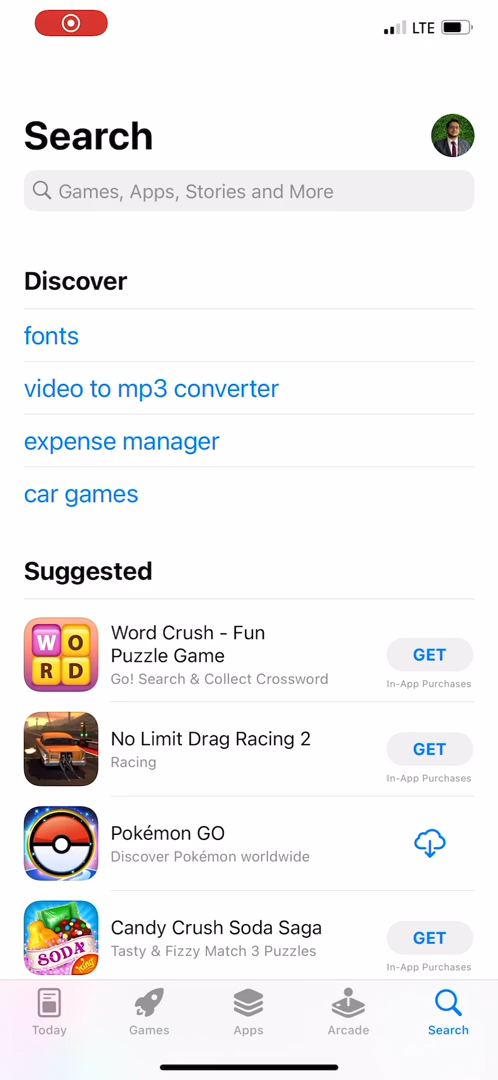 LTE
Search
Games, Apps, Stories and More
Discover
fonts
video to mp3 converter
expense manager
car games
Suggested
W O
R D
Word Crush - Fun
Puzzle Game
Go! Search & Collect Crossword
GET
In-App Purchases
No Limit Drag Racing 2
Racing
GET
In-App Purchases
Pokémon GO
Discover Pokémon worldwide
SODA
King
Candy Crush Soda Saga
Tasty & Fizzy Match 3 Puzzles
GET
In-App Purchases
Today Games Apps Arcade Search